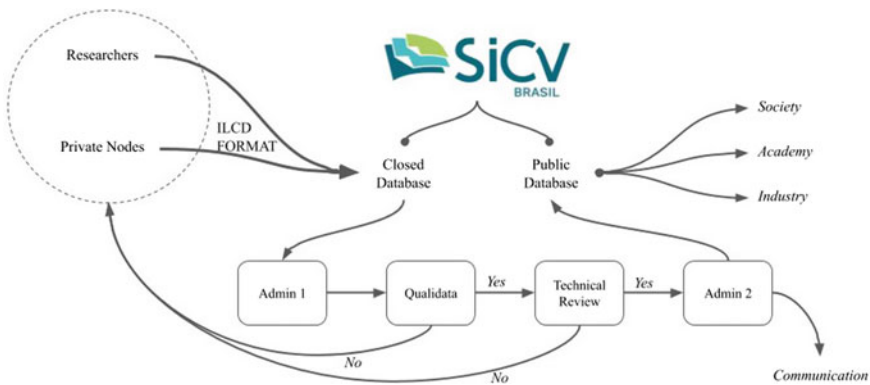 Researchers
SiCV
BRASIL
Society
ILCD
FORMAT
Private Nodes
Closed
Database
Public
Database
Academy
Industry
Admin 1
Qualidata
Yes
Technical
Review
Yes
Admin 2
No
No
Communication